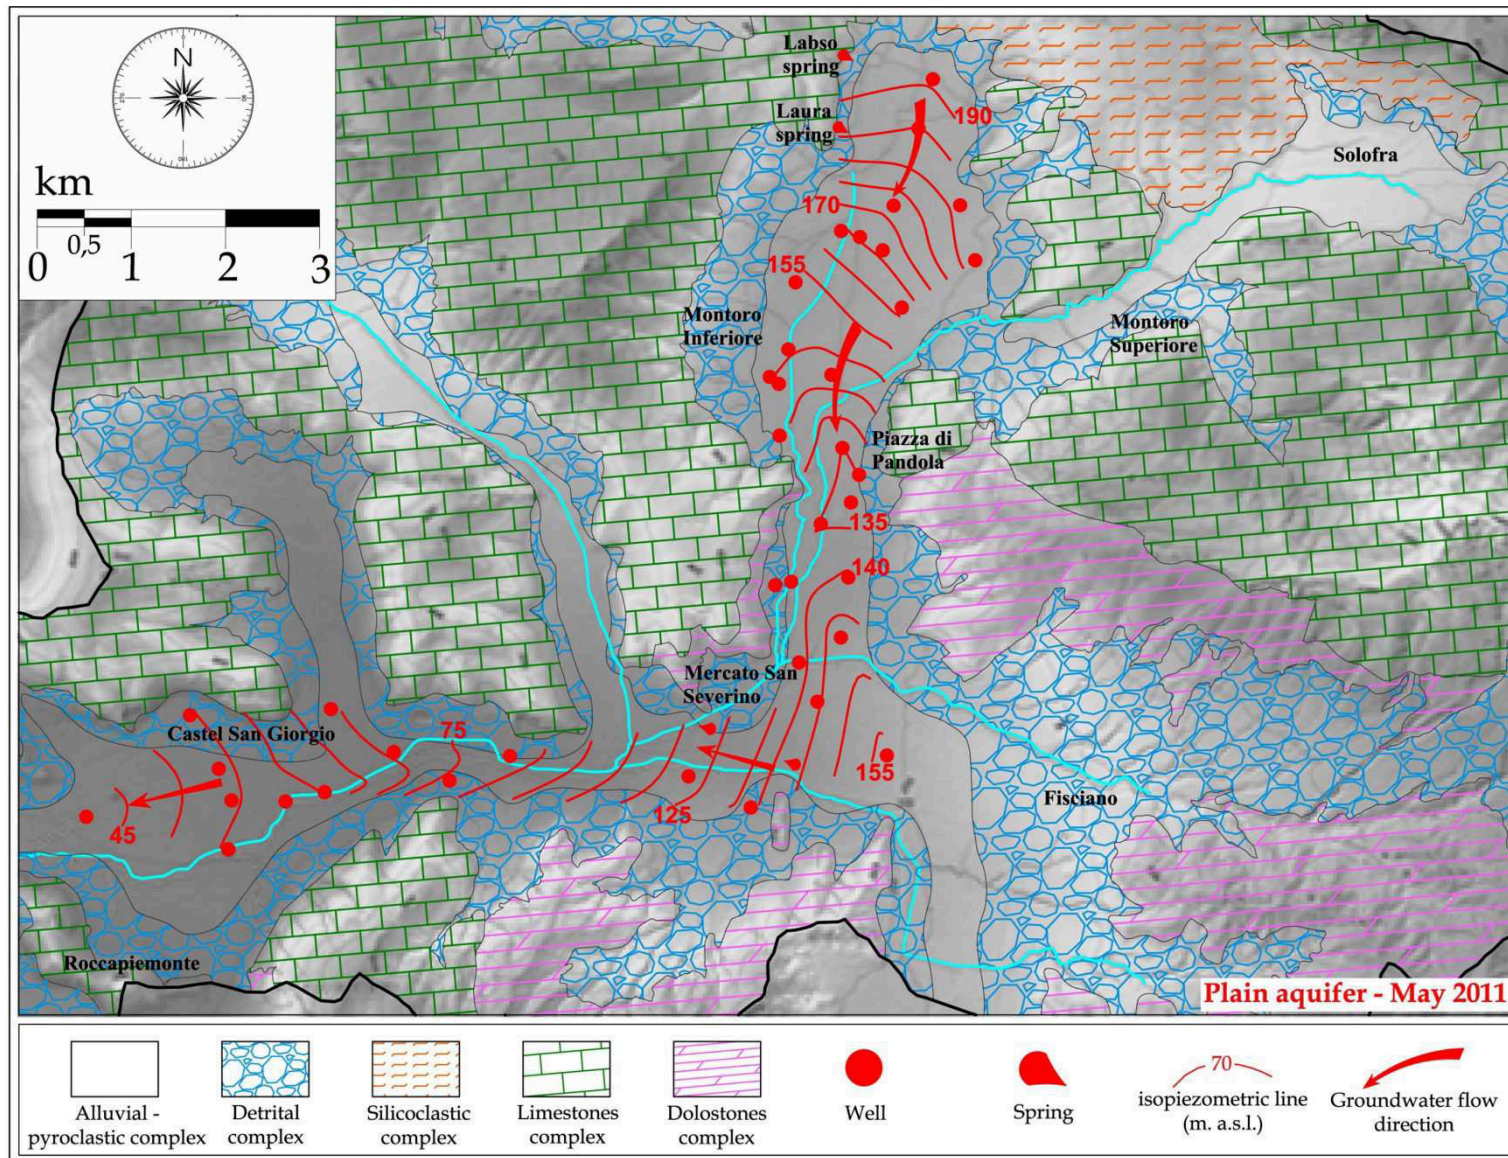 N
km
0,5
0 1 2 3
Labso
spring
Laura
spring
190
Solofra
170
155
Montoro
Inferiore
Montoro
Superiore
Piazza di
Pandola
135
140
Mercato San
Severino
Castel San Giorgio
75
155
125
Fisciano
45
Roccapiemonte
Plain aquifer - May 2011
Alluvial -
pyroclastic complex
Detrital
complex
Silicoclastic
complex
Limestones
complex
Dolostones
complex
Well
Spring
70
isopiezometric line
(m. a.s.l.)
Groundwater flow
direction